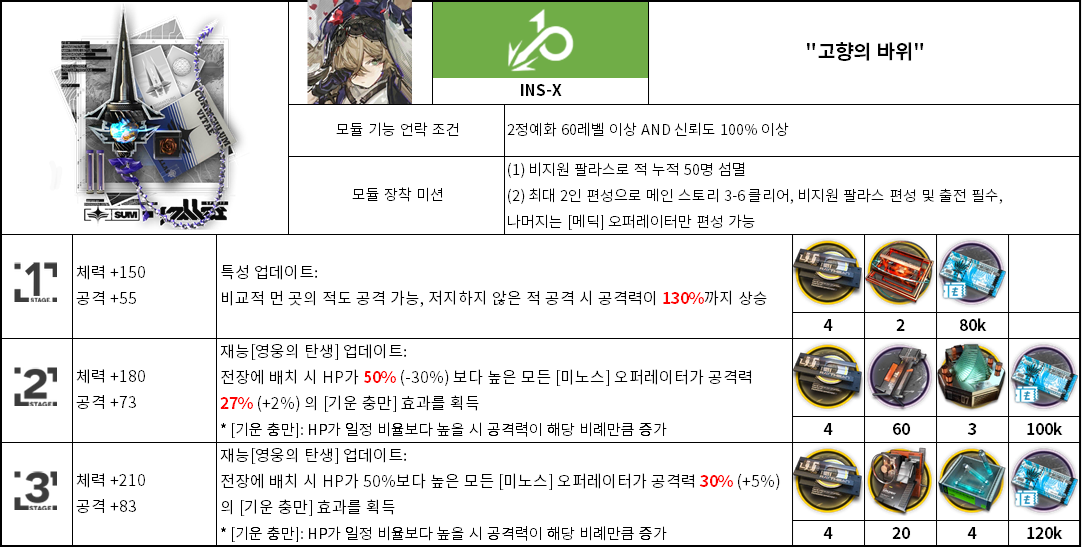 CURRICULUM
VITAE
SUM
INS-X
"고향의 바위"
모듈 기능 언락 조건
2정예화 60레벨 이상 AND 신뢰도 100% 이상
모듈 장착 미션
(1) 비지원 팔라스로 적 누적 50명 섬멸
(2) 최대 2인 편성으로 메인 스토리 3-6 클리어, 비지원 팔라스 편성 및 출전 필수,
나머지는 [메딕] 오퍼레이터만 편성 가능
1
STAGE
체력 +150
공격 +55
특성 업데이트:
비교적 먼 곳의 적도 공격 가능, 저지하지 않은 적 공격 시 공격력이 130%까지 상승
4
2
80k
2
STAGE
체력 +180
공격 +73
재능[영웅의 탄생] 업데이트:
전장에 배치 시 HP가 50% (-30%) 보다 높은 모든 [미노스] 오퍼레이터가 공격력
27% (+2%) 의 [기운 충만] 효과를 획득
* [기운 충만]: HP가 일정 비율보다 높을 시 공격력이 해당 비례만큼 증가
4
60
3
100k
3
STAGE
체력 +210
공격 +83
재능[영웅의 탄생] 업데이트:
전장에 배치 시 HP가 50%보다 높은 모든 [미노스] 오퍼레이터가 공격력 30% (+5%)
의 [기운 충만] 효과를 획득
* [기운 충만]: HP가 일정 비율보다 높을 시 공격력이 해당 비례만큼 증가
4
20
4
120k